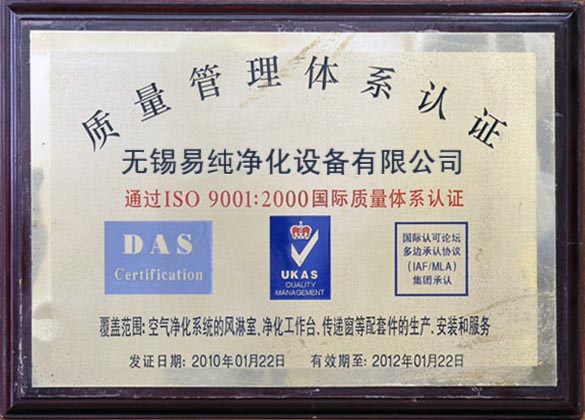 质量管理体系认证
无锡易纯净化设备有限公司
通过ISO 9001:2000国际质量体系认证
DAS
Certification
UKAS
QUALITY
MANAGEMENT
国际认可论坛
多边承认协议
(IAF/MLA)
集团承认
覆盖范围:空气净化系统的风淋室、净化工作台、传递窗等配套件的生产、安装和服务
发证日期: 2010年01月22日 有效期至: 2012年01月22日